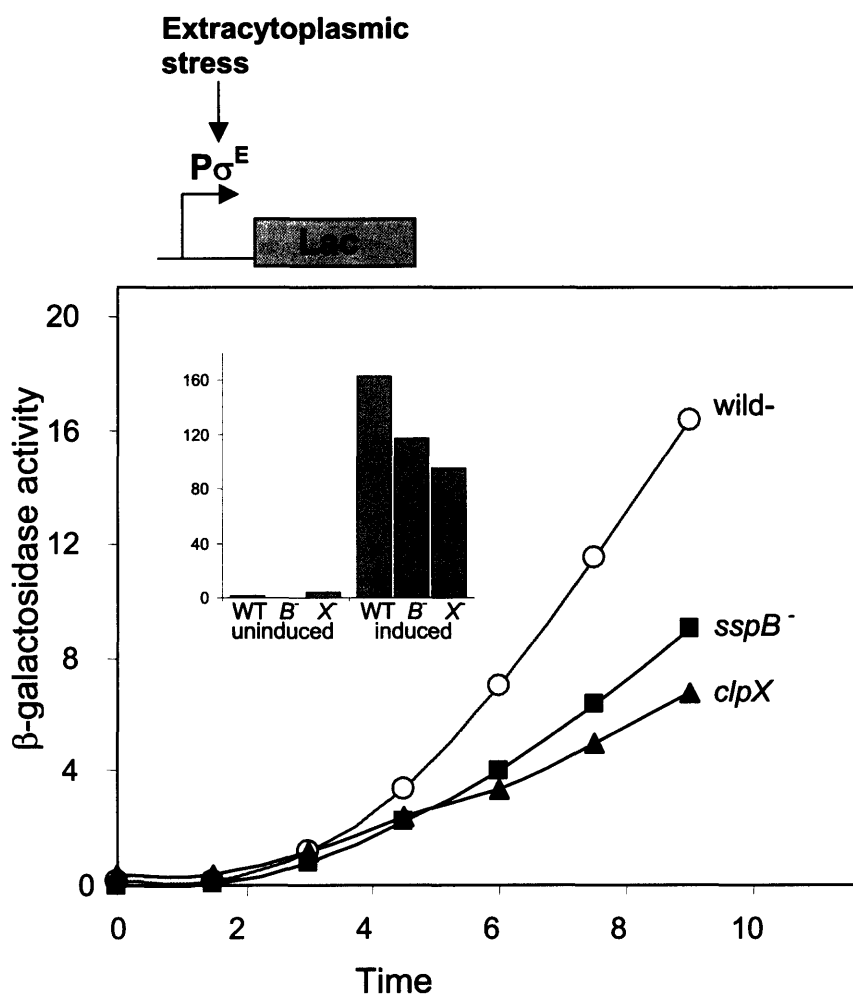 Extracytoplasmic
stress
PσE
Lac
β-galactosidase activity
20
16
12
8
4
0
160
120
80
40
0
WT B- X- WT B- X-
uninduced induced
wild-
sspB -
clpX
0 2 4 6 8 10
Time